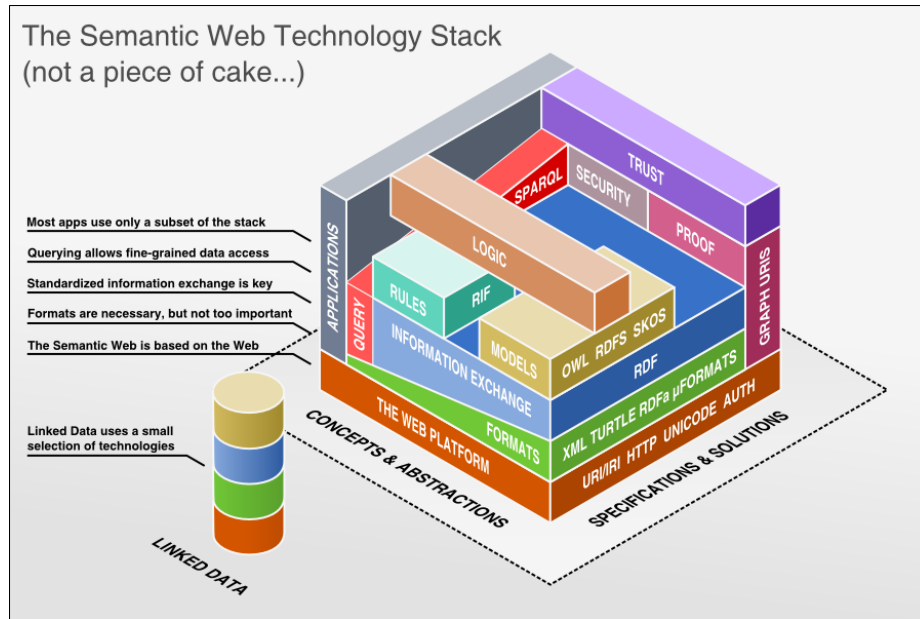 The Semantic Web Technology Stack
(not a piece of cake...)
Most apps use only a subset of the stack
Querying allows fine-grained data access
Standardized information exchange is key
Formats are necessary, but not too important
The Semantic Web is based on the Web
Linked Data uses a small
selection of technologies
LINKED DATA
APPLICATIONS
QUERY
RULES
RIF
LOGIC
SPARQL
SECURITY
TRUST
PROOF
GRAPH URIS
MODELS
OWL RDFS SKOS
INFORMATION EXCHANGE
RDF
FORMATS
XML TURTLE RDFa µFORMATS
THE WEB PLATFORM
URI/IRI HTTP UNICODE AUTH
CONCEPTS & ABSTRACTIONS
SPECIFICATIONS & SOLUTIONS